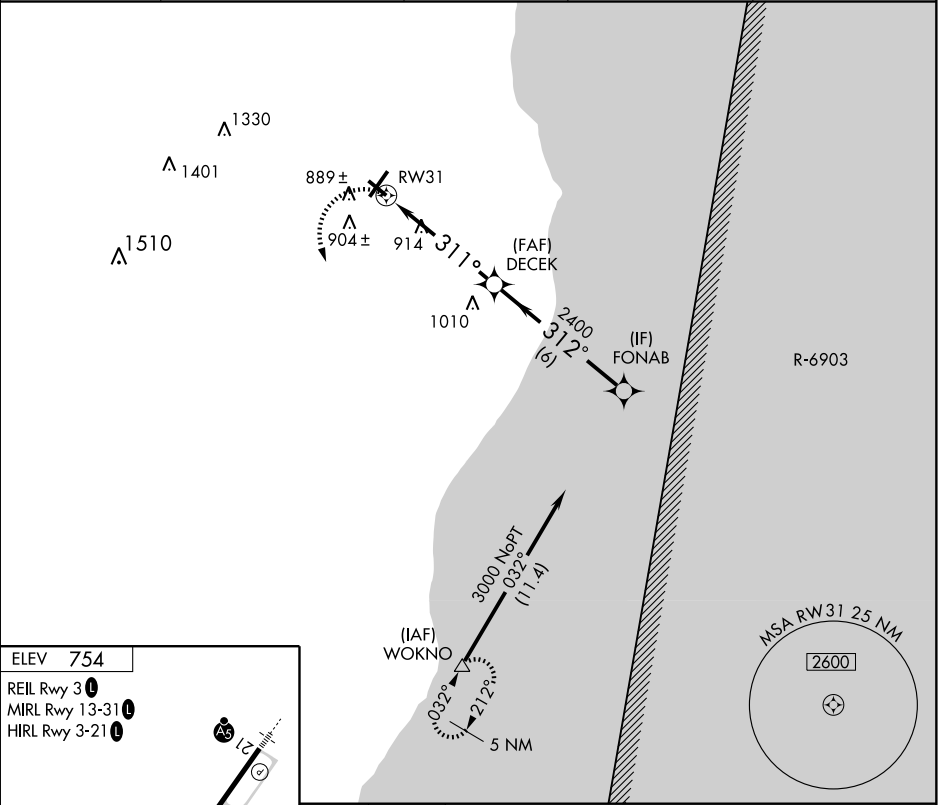 1330
1401
889 ±
RW31
1510
904 ±
914
311°
(FAF)
DECEK
1010
2400
312°
(6)
(IF)
FONAB
R-6903
3000 NoPT
032°
(11.4)
(IAF)
WOKNO
032°
212°
5 NM
MSA RW31 25 NM
2600
ELEV 754
REIL Rwy 3 L
MIRL Rwy 13-31 L
HIRL Rwy 3-21 L
A5
21
P